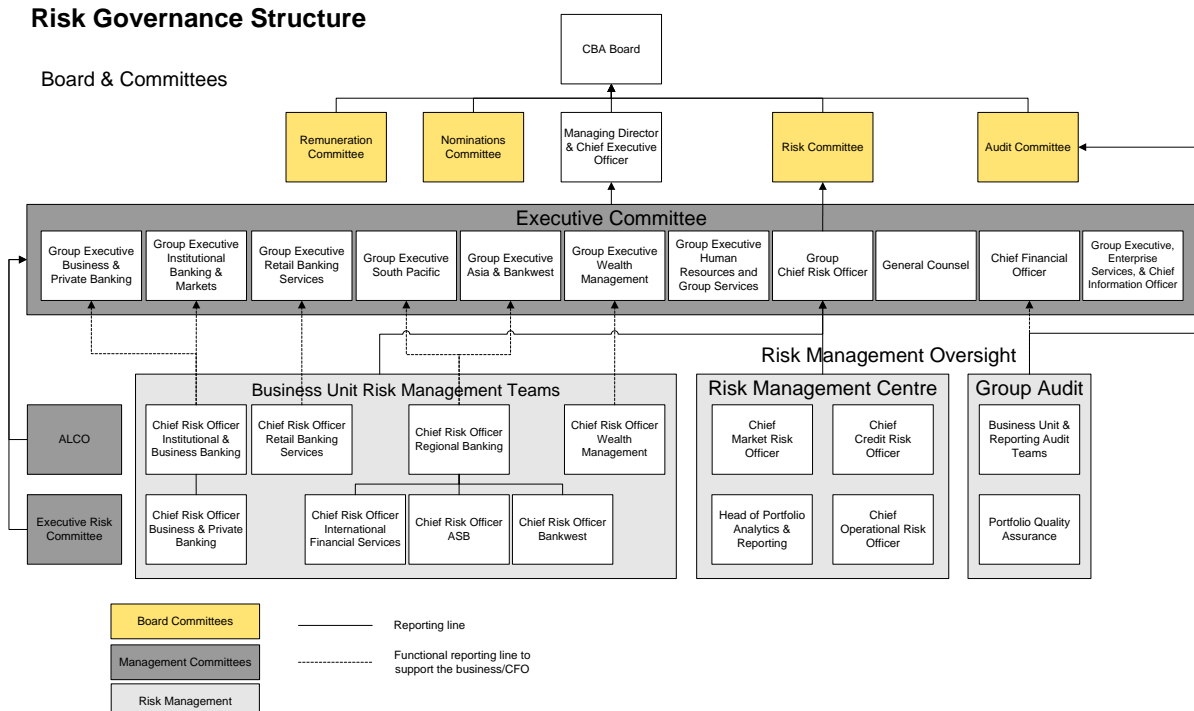 Risk Governance Structure
Board & Committees
CBA Board
Remuneration
Committee
Nominations
Committee
Managing Director
& Chief Executive
Officer
Risk Committee
Audit Committee
Executive Committee
Group Executive
Business &
Private Banking
Group Executive
Institutional
Banking &
Markets
Group Executive
Retail Banking
Services
Group Executive
South Pacific
Group Executive
Asia & Bankwest
Group Executive
Wealth
Management
Group Executive
Human
Resources and
Group Services
Group
Chief Risk Officer
General Counsel
Chief Financial
Officer
Group Executive,
Enterprise
Services, & Chief
Information Officer
Risk Management Oversight
Business Unit Risk Management Teams
Risk Management Centre
Group Audit
ALCO
Chief Risk Officer
Institutional &
Business Banking
Chief Risk Officer
Retail Banking
Services
Chief Risk Officer
Regional Banking
Chief Risk Officer
Wealth
Management
Chief
Market Risk
Officer
Chief
Credit Risk
Officer
Business Unit
& Reporting Audit
Teams
Executive Risk
Committee
Chief Risk Officer
Business & Private
Banking
Chief Risk Officer
International
Financial Services
Chief Risk Officer
ASB
Chief Risk Officer
Bankwest
Head of Portfolio
Analytics &
Reporting
Chief
Operational Risk
Officer
Portfolio Quality
Assurance
Board Committees
Reporting line
Management Committees
Functional reporting line to
support the business/CFO
Risk Management